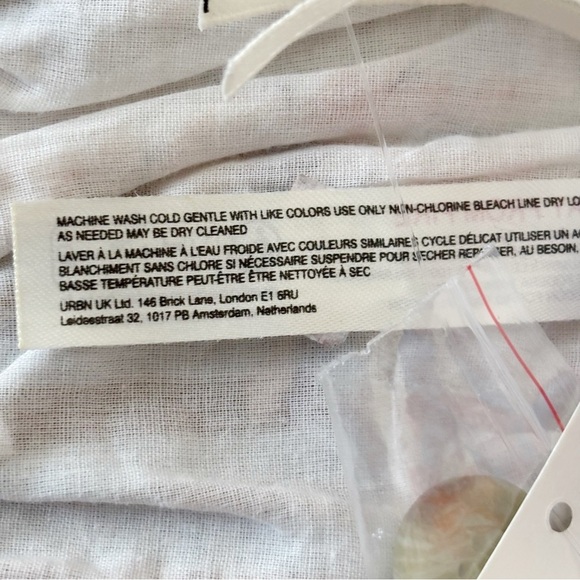 MACHINE WASH COLD GENTLE WITH LIKE COLORS USE ONLY NON-CHLORINE BLEACH LINE DRY LO
AS NEEDED MAY BE DRY CLEANED
LAVER À LA MACHINE À L'EAU FROIDE AVEC COULEURS SIMILAIRES CYCLE DÉLICAT UTILISER UN
BLANCHIMENT SANS CHLORE SI NÉCESSAIRE SUSPENDRE POUR SECHER AU BESOIN,
BASSE TEMPÉRATURE PEUT-ÊTRE ÊTRE NETTOYÉE À SEC
URBN UK Ltd. 146 Brick Lane, London E1 6RU
Leidsestraat 32, 1017 PB Amsterdam, Netherlands